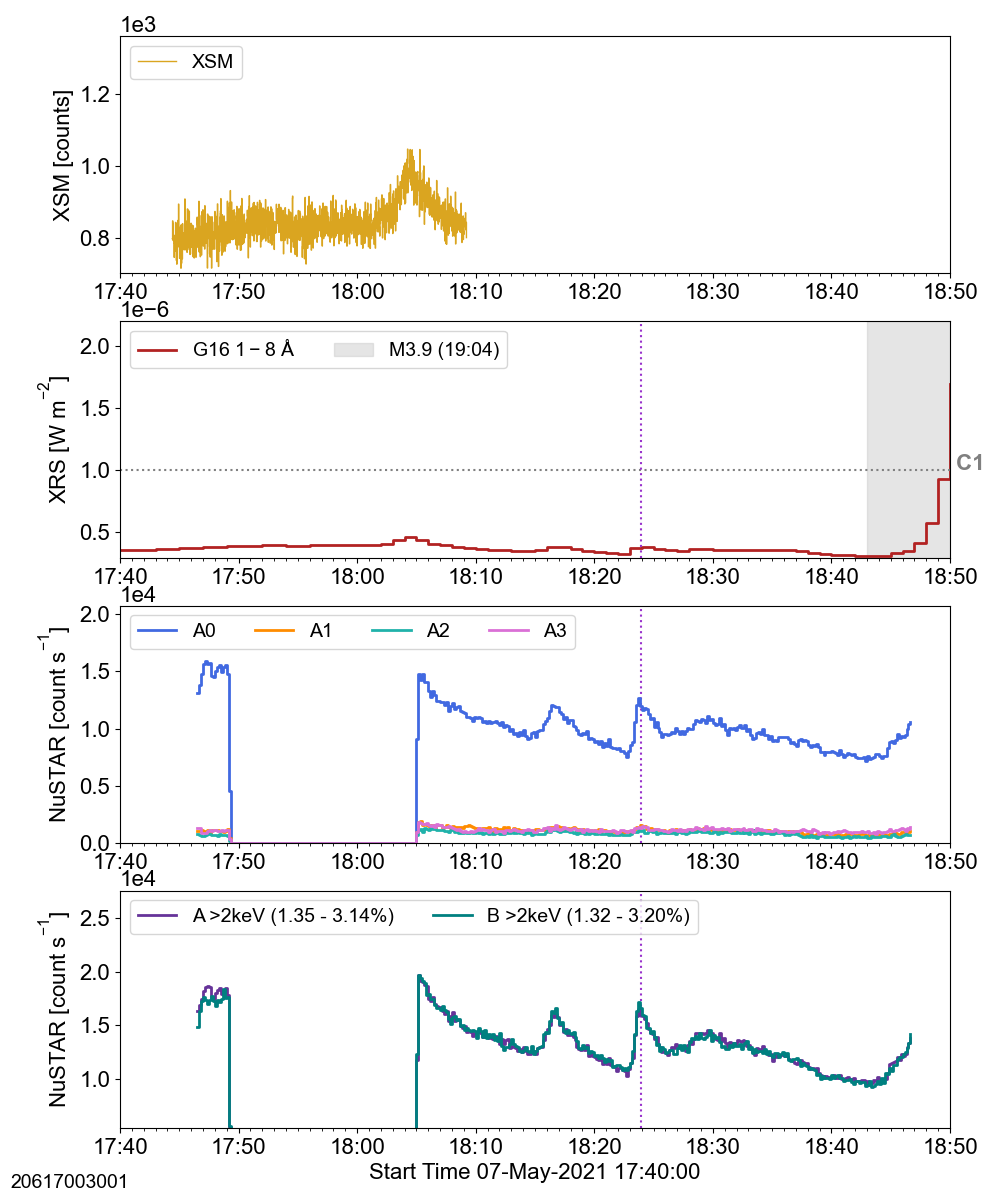 1e3
XSM
XSM [counts]
1.2
1.0
0.8
17:40 17:50 18:00 18:10 18:20 18:30 18:40 18:50
1e−6
G16 1 − 8 Å M3.9 (19:04)
XRS [W m⁻²]
2.0
1.5
1.0
0.5
C1
17:40 17:50 18:00 18:10 18:20 18:30 18:40 18:50
1e4
A0 A1 A2 A3
NuSTAR [count s⁻¹]
2.0
1.5
1.0
0.5
0.0
17:40 17:50 18:00 18:10 18:20 18:30 18:40 18:50
1e4
A >2keV (1.35 - 3.14%) B >2keV (1.32 - 3.20%)
NuSTAR [count s⁻¹]
2.5
2.0
1.5
1.0
17:40 17:50 18:00 18:10 18:20 18:30 18:40 18:50
Start Time 07-May-2021 17:40:00
20617003001